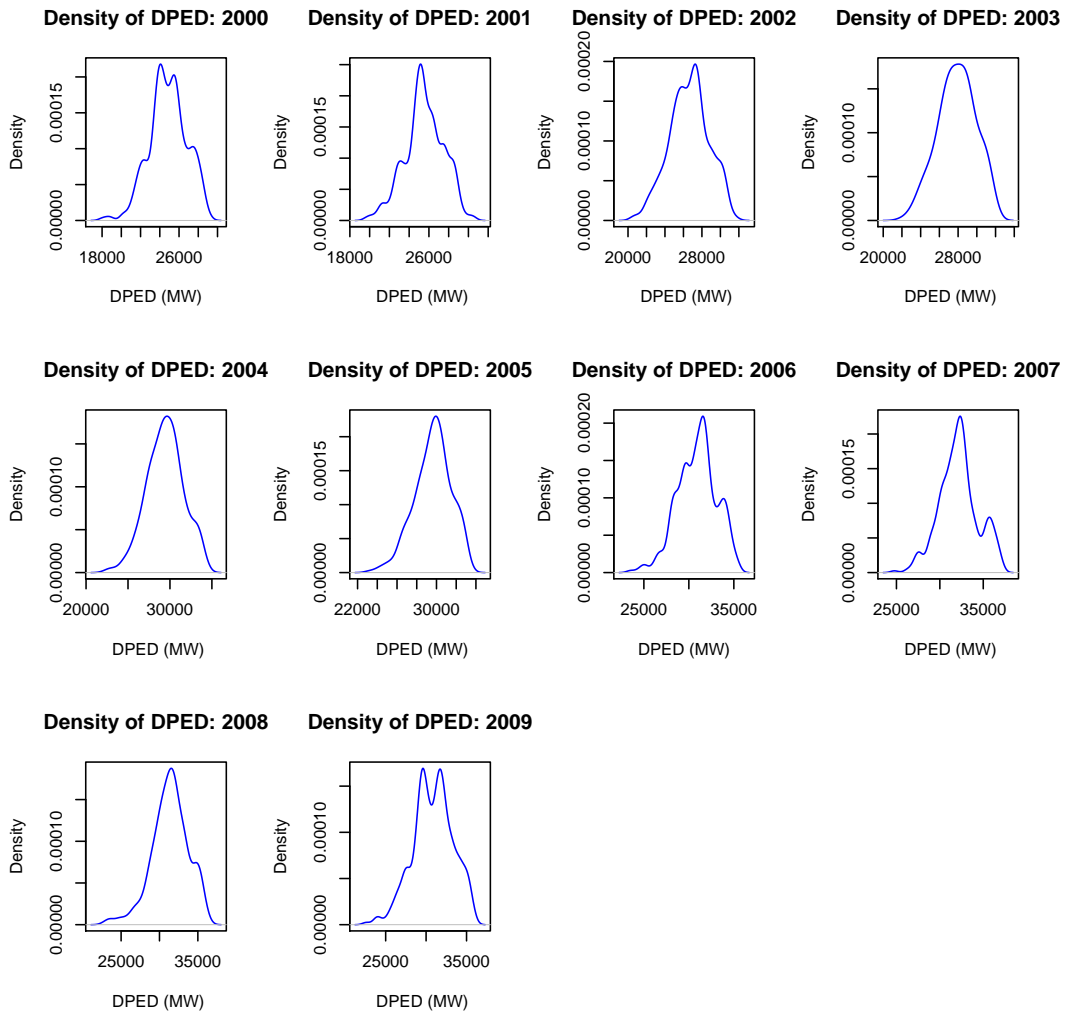 Density of DPED: 2000
Density
0.00000 0.00015
18000 26000
DPED (MW)
Density of DPED: 2001
Density
0.00000 0.00015
18000 26000
DPED (MW)
Density of DPED: 2002
Density
0.00000 0.00010 0.00020
20000 28000
DPED (MW)
Density of DPED: 2003
Density
0.00000 0.00010
20000 28000
DPED (MW)
Density of DPED: 2004
Density
0.00000 0.00010
20000 30000
DPED (MW)
Density of DPED: 2005
Density
0.00000 0.00015
22000 30000
DPED (MW)
Density of DPED: 2006
Density
0.00000 0.00010 0.00020
25000 35000
DPED (MW)
Density of DPED: 2007
Density
0.00000 0.00015
25000 35000
DPED (MW)
Density of DPED: 2008
Density
0.00000 0.00010
25000 35000
DPED (MW)
Density of DPED: 2009
Density
0.00000 0.00010
25000 35000
DPED (MW)